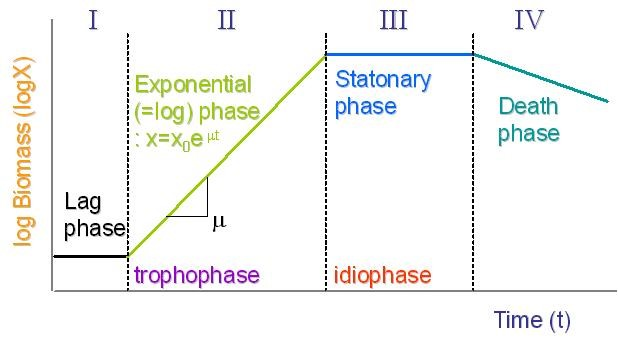 I
II
III
IV
log Biomass (logX)
Exponential
(=log) phase
: x=x₀e^μt
Statonary
phase
Death
phase
Lag
phase
μ
trophophase
idiophase
Time (t)